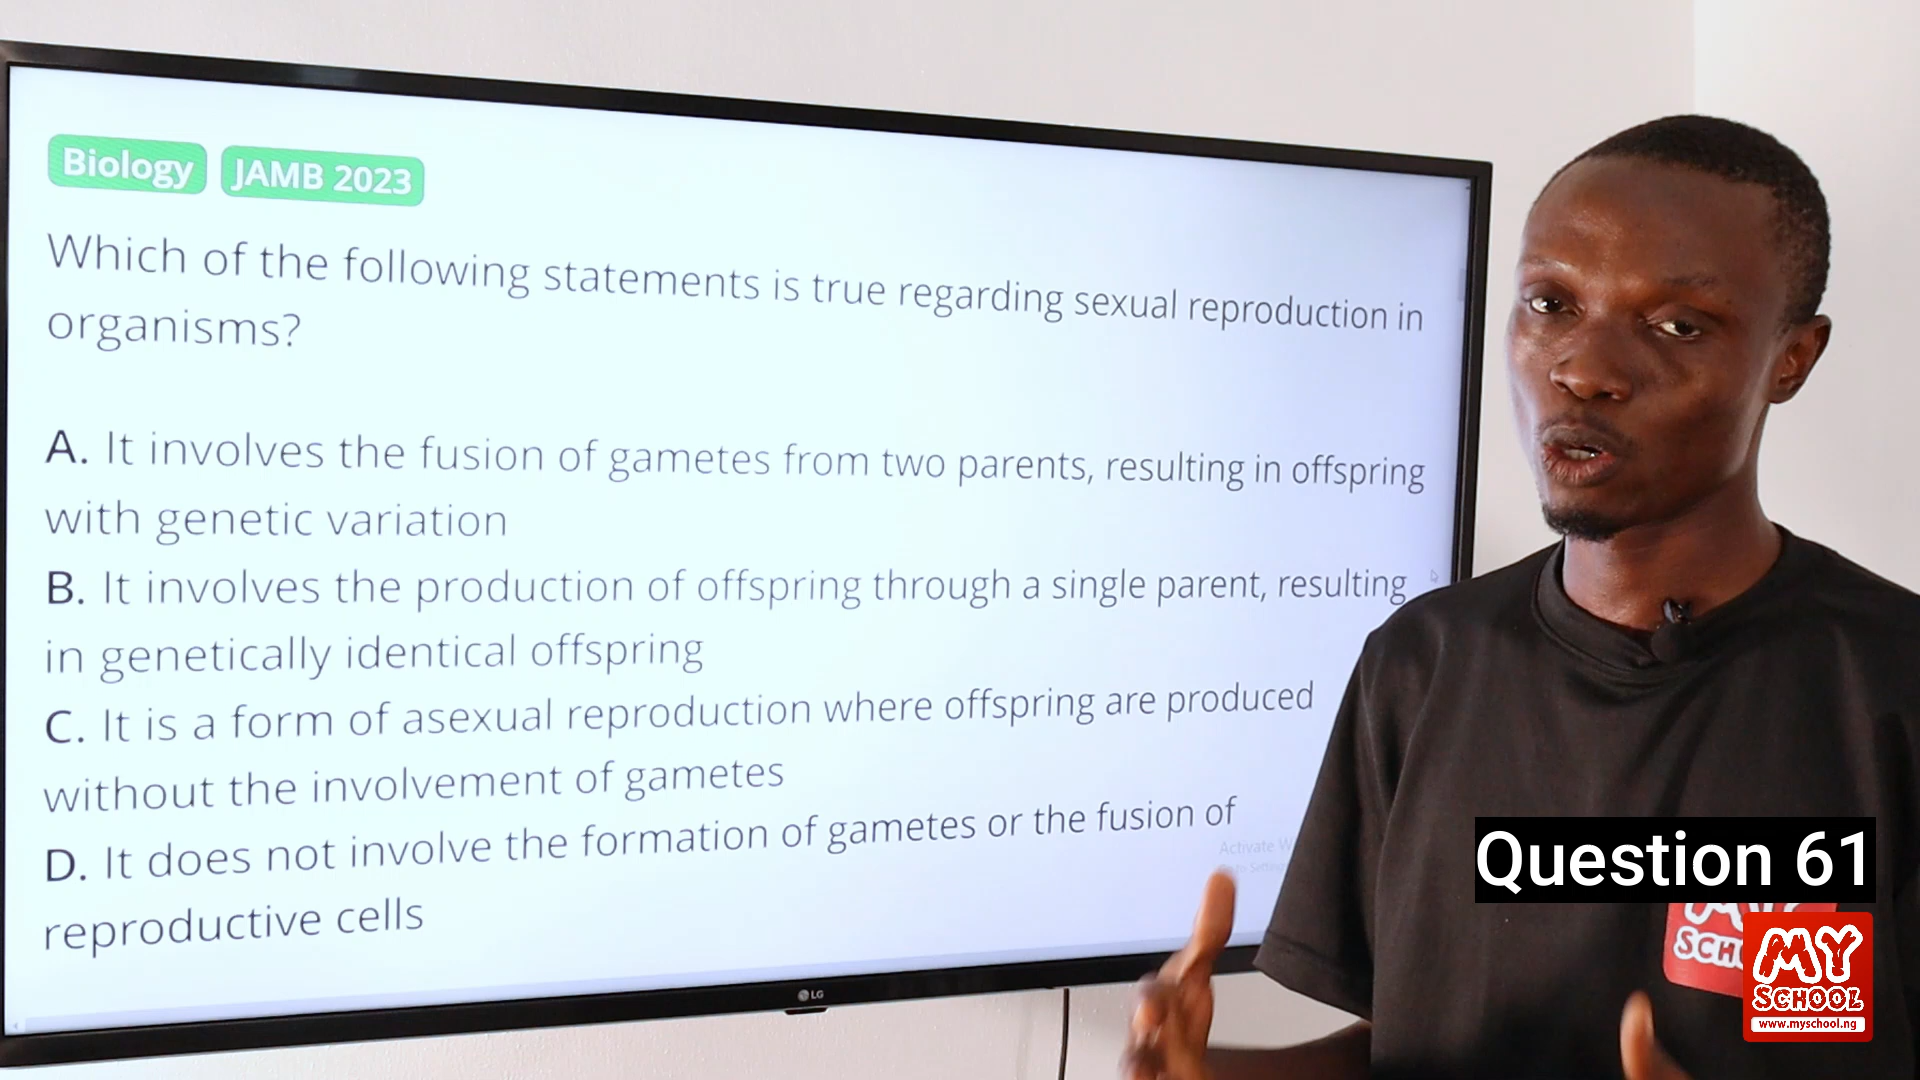 Biology JAMB 2023
Which of the following statements is true regarding sexual reproduction in
organisms?
A. It involves the fusion of gametes from two parents, resulting in offspring
with genetic variation
B. It involves the production of offspring through a single parent, resulting
in genetically identical offspring
C. It is a form of asexual reproduction where offspring are produced
without the involvement of gametes
D. It does not involve the formation of gametes or the fusion of
reproductive cells
Activate W
LG
Question 61
MY
SCHOOL
www.myschool.ng